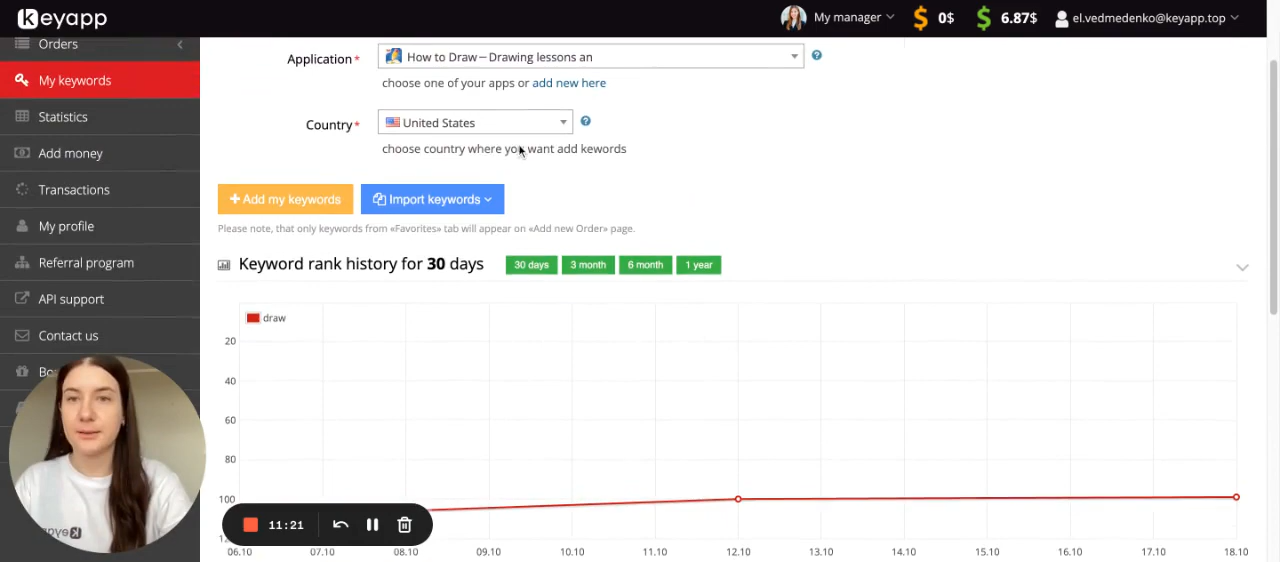 keyapp
My manager
0$
6.87$
el.vedmedenko@keyapp.top
Orders
My keywords
Statistics
Add money
Transactions
My profile
Referral program
API support
Contact us
Application*
How to Draw – Drawing lessons an
choose one of your apps or add new here
Country*
United States
choose country where you want add kewords
+ Add my keywords
Import keywords
Please note, that only keywords from «Favorites» tab will appear on «Add new Order» page.
Keyword rank history for 30 days
30 days
3 month
6 month
1 year
draw
20
40
60
80
100
06.10 07.10 08.10 09.10 10.10 11.10 12.10 13.10 14.10 15.10 16.10 17.10 18.10
11:21
keyapp